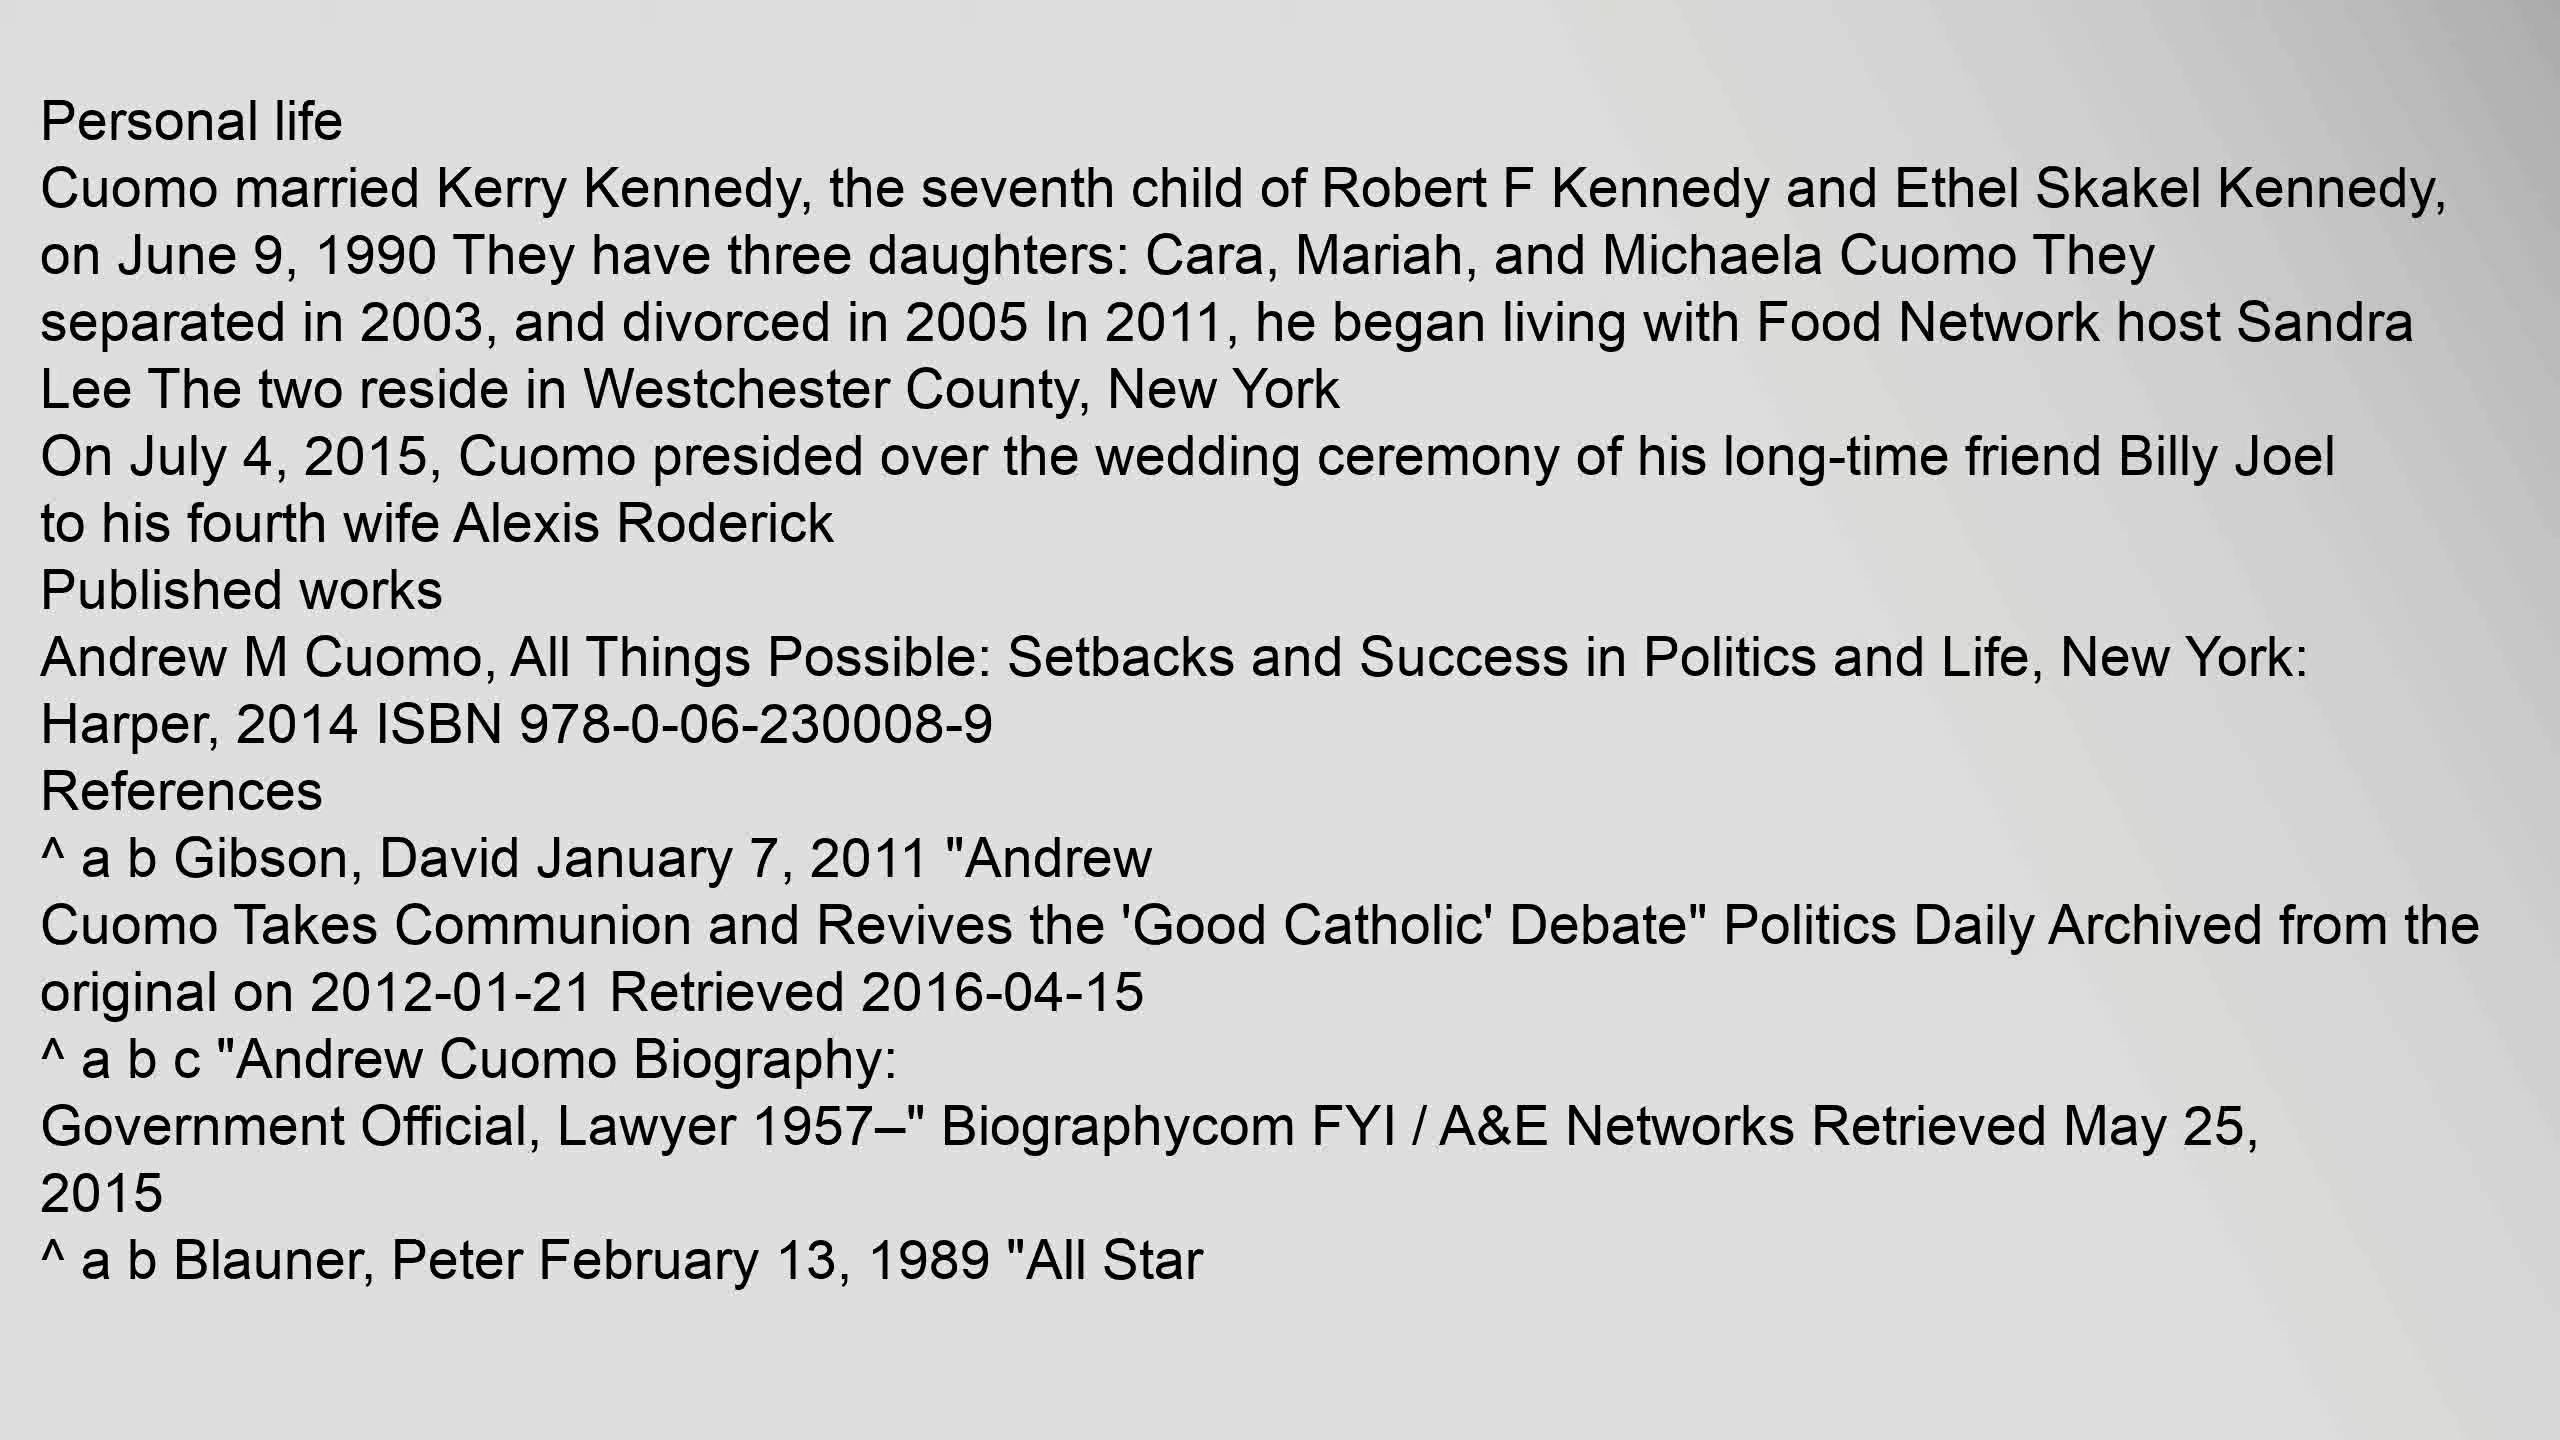 Personal life
Cuomo married Kerry Kennedy, the seventh child of Robert F Kennedy and Ethel Skakel Kennedy,
on June 9, 1990 They have three daughters: Cara, Mariah, and Michaela Cuomo They
separated in 2003, and divorced in 2005 In 2011, he began living with Food Network host Sandra
Lee The two reside in Westchester County, New York
On July 4, 2015, Cuomo presided over the wedding ceremony of his long-time friend Billy Joel
to his fourth wife Alexis Roderick
Published works
Andrew M Cuomo, All Things Possible: Setbacks and Success in Politics and Life, New York:
Harper, 2014 ISBN 978-0-06-230008-9
References
^ a b Gibson, David January 7, 2011 "Andrew
Cuomo Takes Communion and Revives the 'Good Catholic' Debate" Politics Daily Archived from the
original on 2012-01-21 Retrieved 2016-04-15
^ a b c "Andrew Cuomo Biography:
Government Official, Lawyer 1957–" Biographycom FYI / A&E Networks Retrieved May 25,
2015
^ a b Blauner, Peter February 13, 1989 "All Star